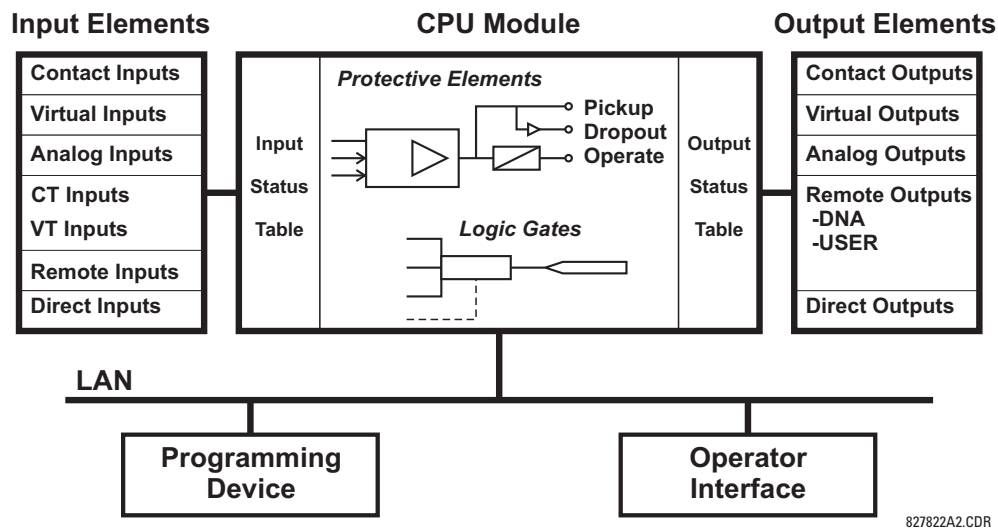 Input Elements
CPU Module
Output Elements
Contact Inputs
Virtual Inputs
Analog Inputs
CT Inputs
VT Inputs
Remote Inputs
Direct Inputs
Input
Status
Table
Protective Elements
Pickup
Dropout
Operate
Logic Gates
Output
Status
Table
Contact Outputs
Virtual Outputs
Analog Outputs
Remote Outputs
-DNA
-USER
Direct Outputs
LAN
Programming
Device
Operator
Interface
827822A2.CDR